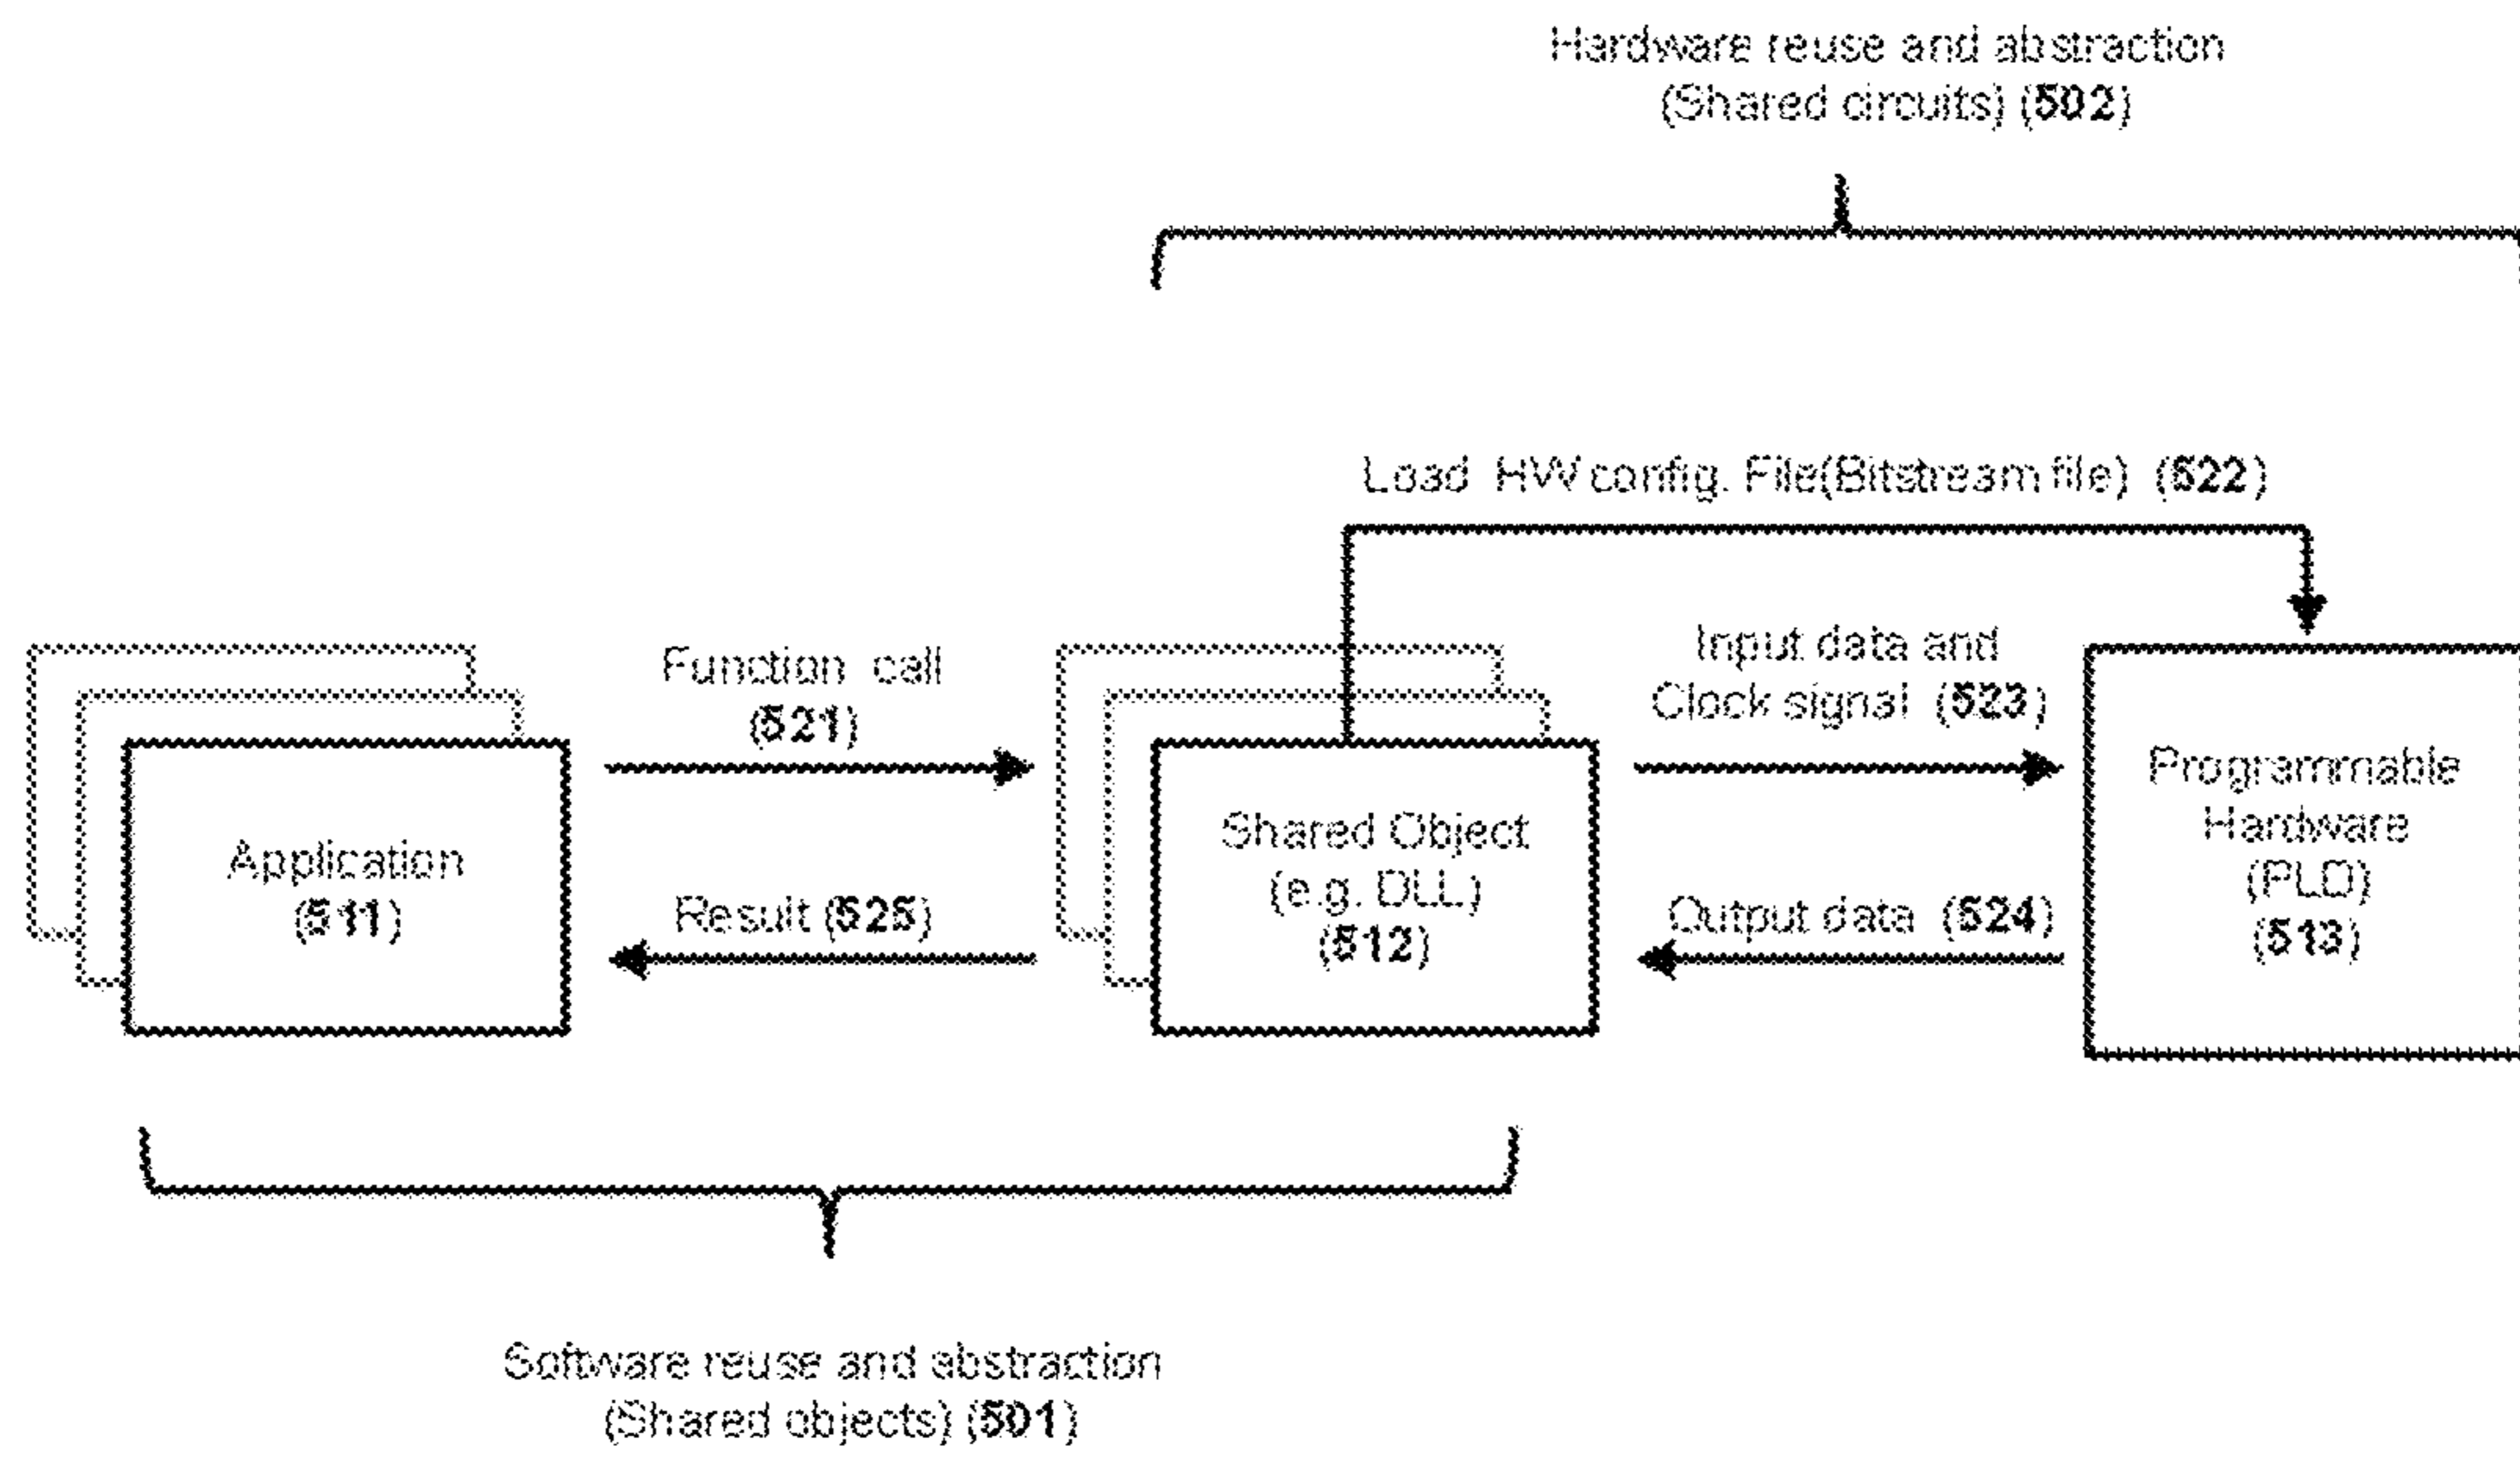 Hardware reuse and abstraction
(Shared circuits) (502)
Load HW config. File(Bitstream file) (522)
Function call
(521)
Input data and
Clock signal (523)
Application
(511)
Result (525)
Shared Object
(e.g. DLL)
(512)
Output data (524)
Programmable
Hardware
(PLD)
(513)
Software reuse and abstraction
(Shared objects) (501)